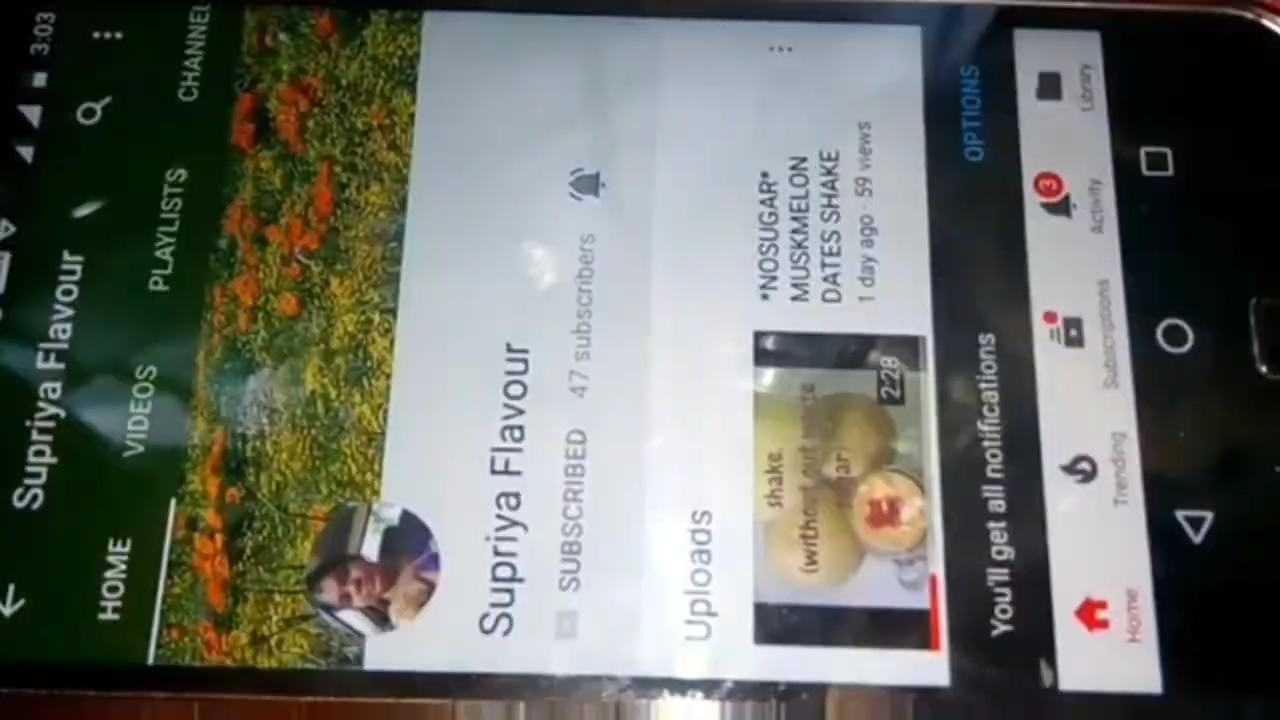 3:03
Supriya Flavour
HOME VIDEOS PLAYLISTS CHANNEL
Supriya Flavour
SUBSCRIBED 47 subscribers
Uploads
*NOSUGAR*
MUSKMELON
DATES SHAKE
1 day ago · 59 views
shake
(without out
2:28
You'll get all notifications OPTIONS
3
Home Trending Subscriptions Activity Library